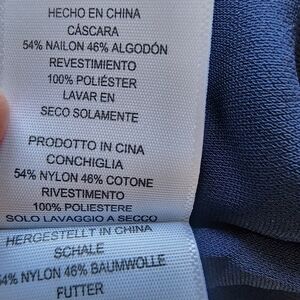 HECHO EN CHINA
CÁSCARA
54% NAILON 46% ALGODÓN
REVESTIMIENTO
100% POLIÉSTER
LAVAR EN
SECO SOLAMENTE
PRODOTTO IN CINA
CONCHIGLIA
54% NYLON 46% COTONE
RIVESTIMENTO
100% POLIESTERE
SOLO LAVAGGIO A SECCO
HERGESTELLT IN CHINA
SCHALE
54% NYLON 46% BAUMWOLLE
FUTTER